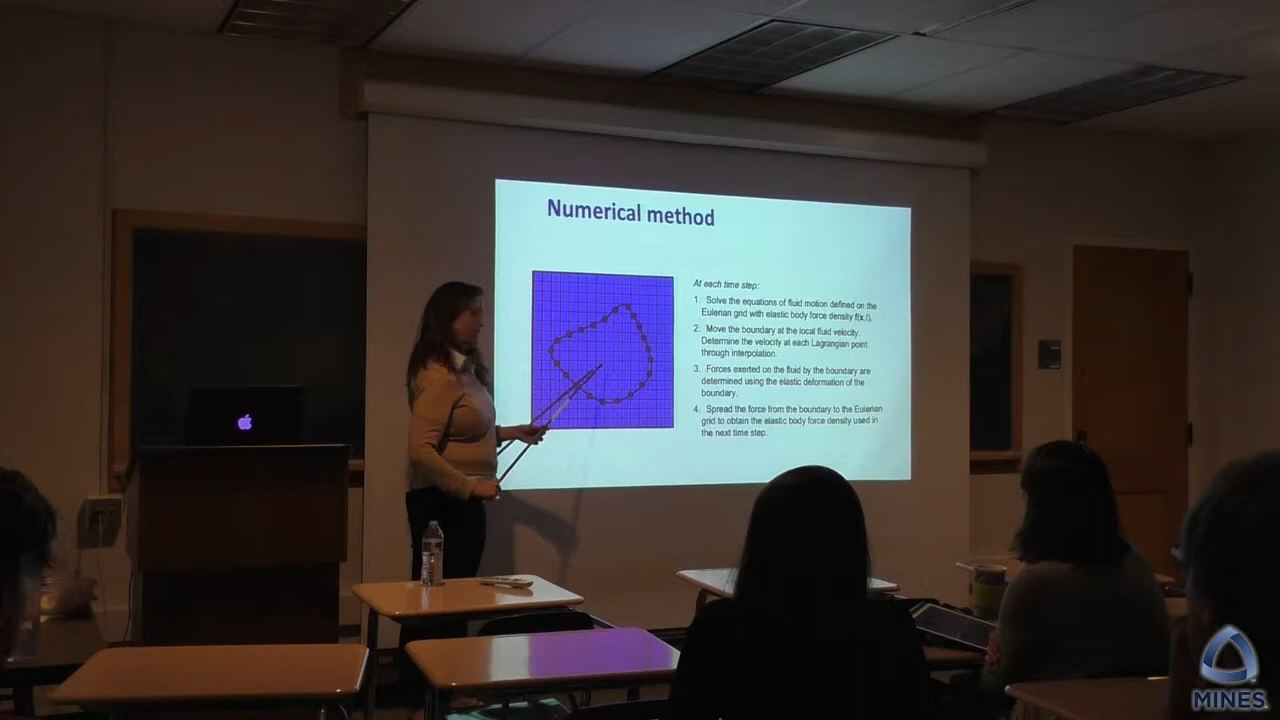 Numerical method
At each time step:
1. Solve the equations of fluid motion defined on the
Eulerian grid with elastic body force density f(x,t).
2. Move the boundary at the local fluid velocity.
Determine the velocity at each Lagrangian point
through interpolation.
3. Forces exerted on the fluid by the boundary are
determined using the elastic deformation of the
boundary.
4. Spread the force from the boundary to the Eulerian
grid to obtain the elastic body force density used in
the next time step.
MINES